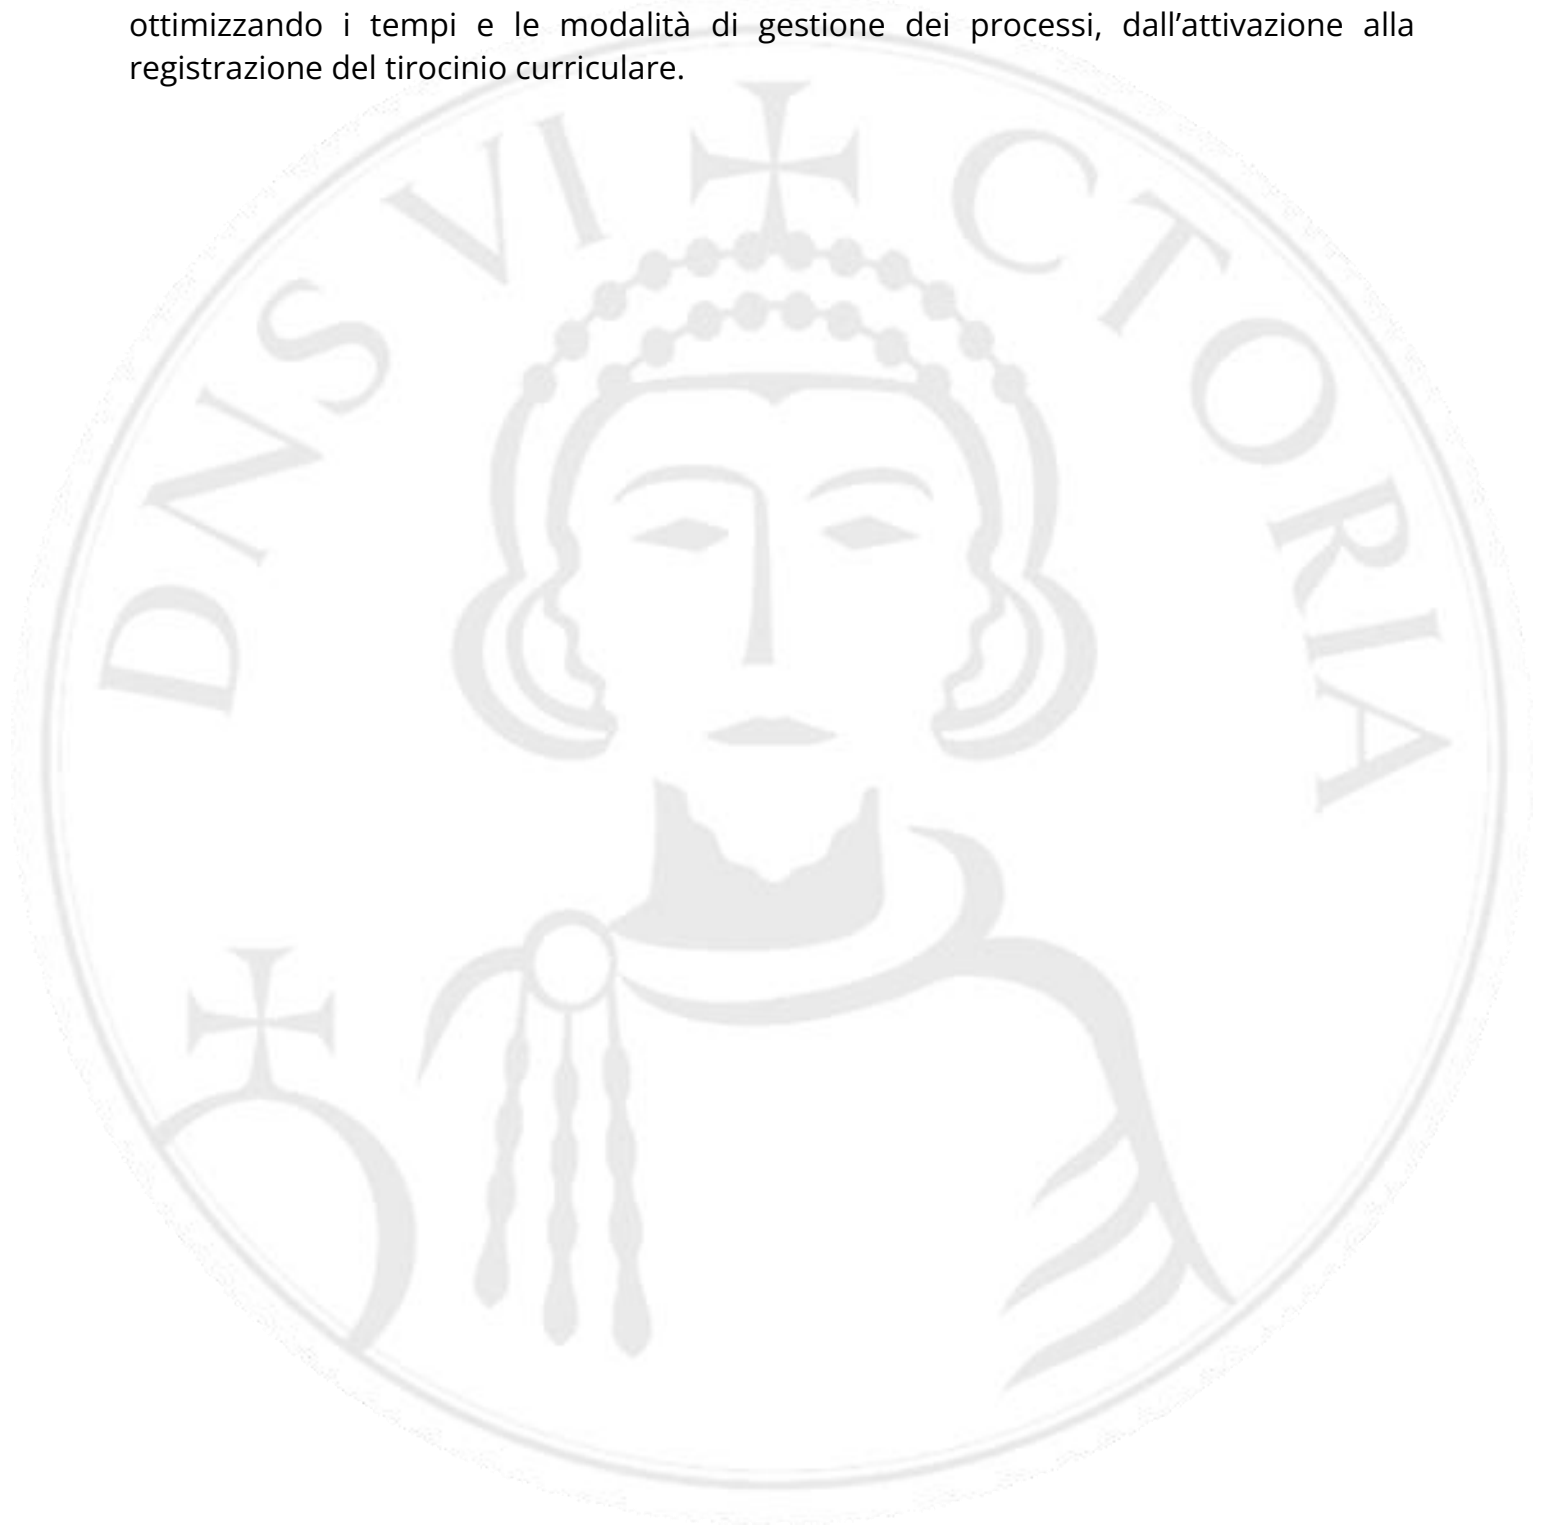 ottimizzando i tempi e le modalità di gestione dei processi, dall’attivazione alla
registrazione del tirocinio curriculare.
DNS VICTORIA